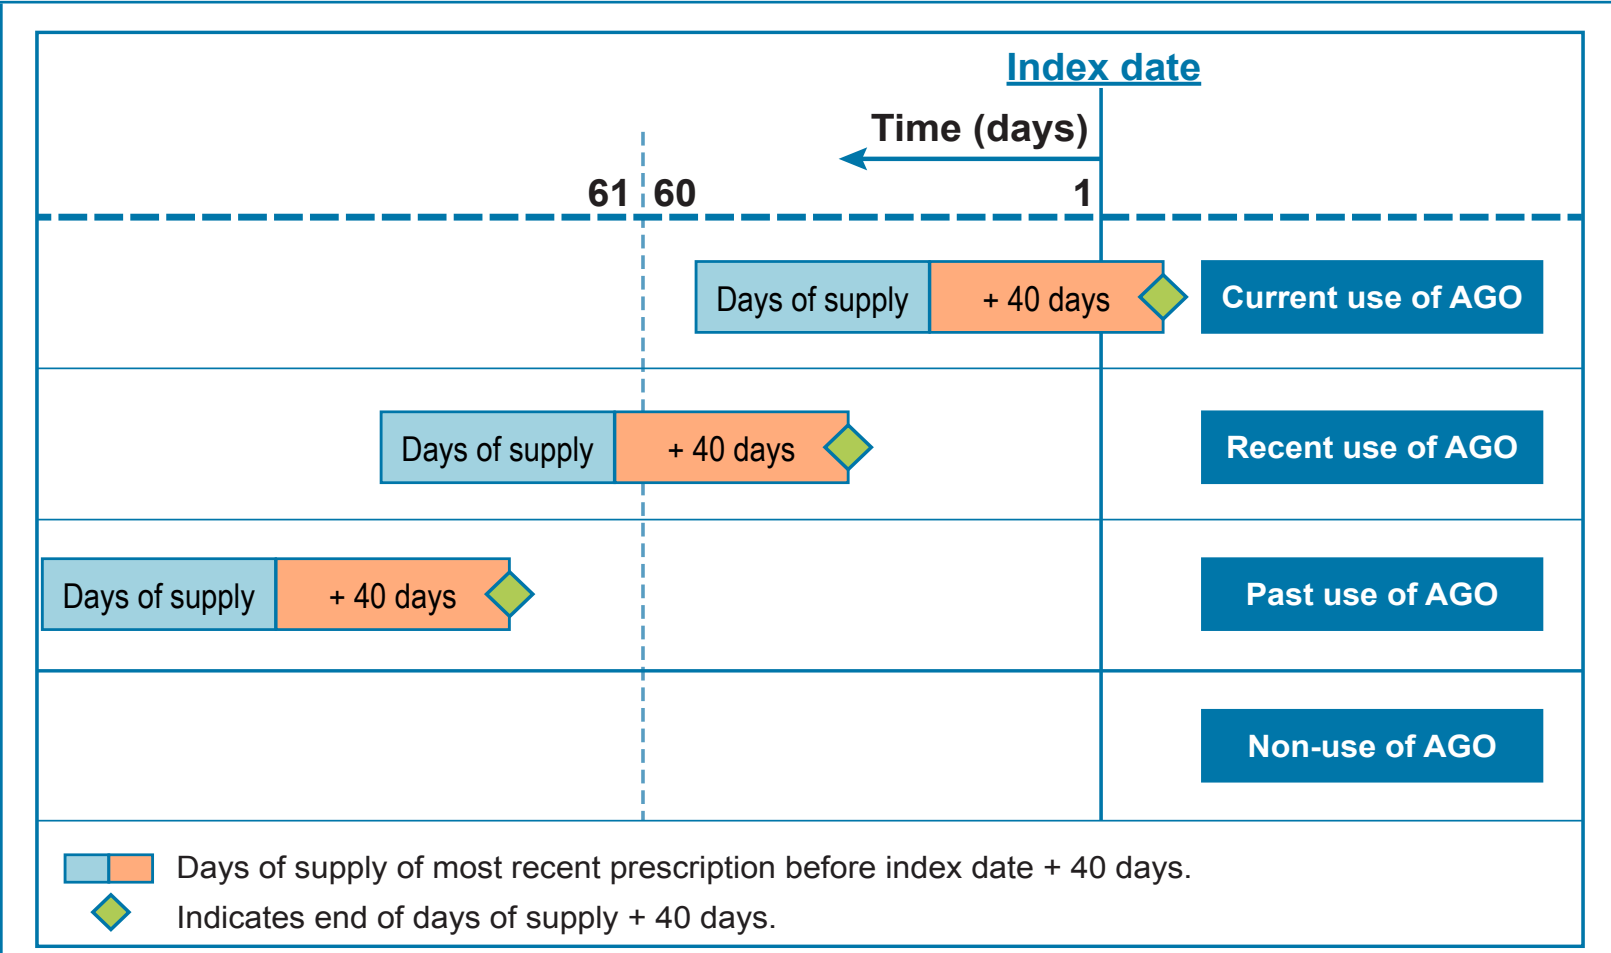 Index date
Time (days)
61 60 1
Days of supply + 40 days Current use of AGO
Days of supply + 40 days Recent use of AGO
Days of supply + 40 days Past use of AGO
Non-use of AGO
Days of supply of most recent prescription before index date + 40 days.
Indicates end of days of supply + 40 days.